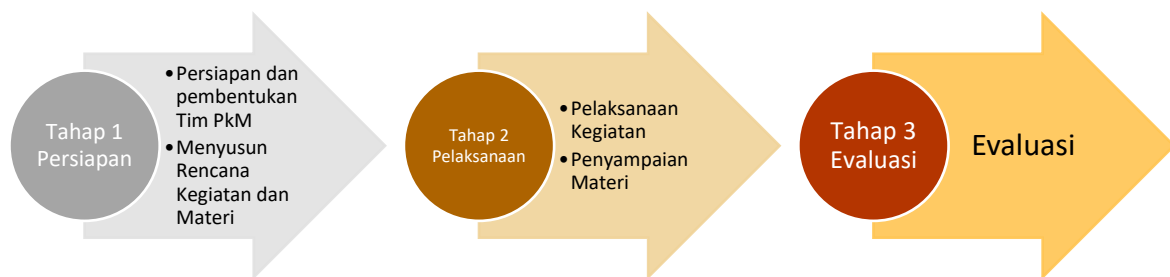 Tahap 1
Persiapan
•Persiapan dan
pembentukan
Tim PkM
•Menyusun
Rencana
Kegiatan dan
Materi
Tahap 2
Pelaksanaan
•Pelaksanaan
Kegiatan
•Penyampaian
Materi
Tahap 3
Evaluasi
Evaluasi